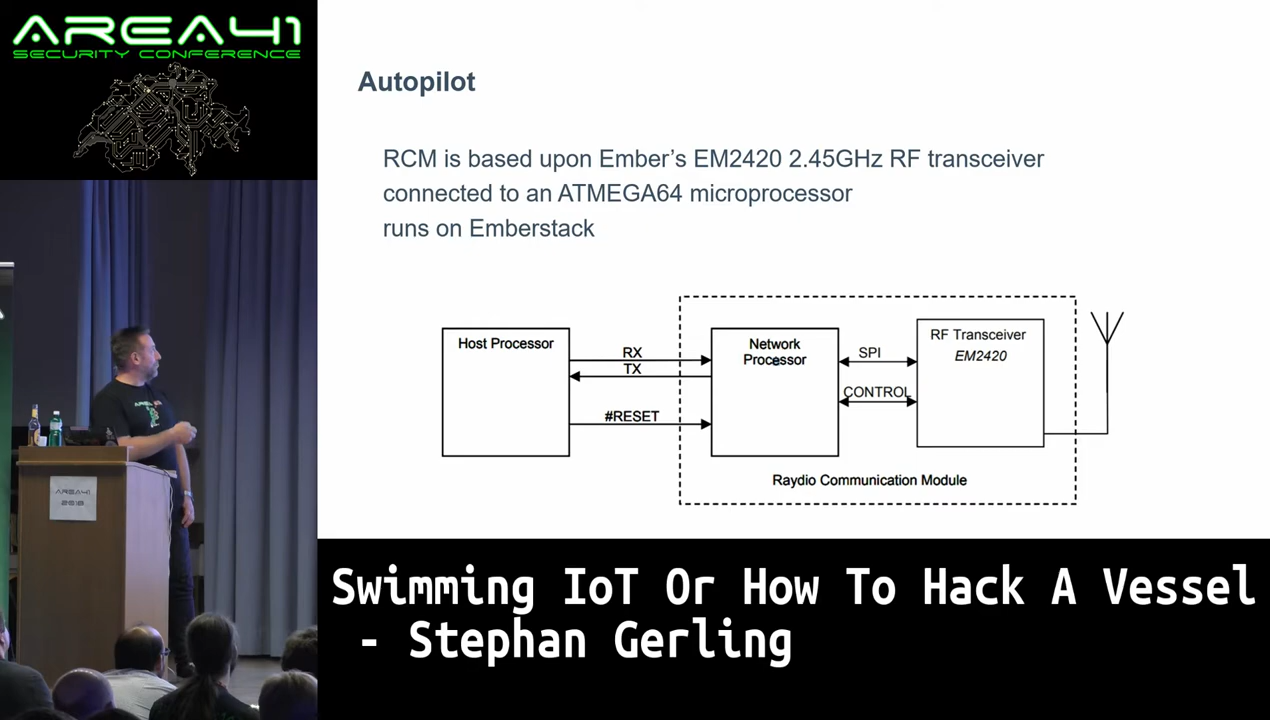 AREA41
SECURITY CONFERENCE
Autopilot
RCM is based upon Ember's EM2420 2.45GHz RF transceiver
connected to an ATMEGA64 microprocessor
runs on Emberstack
Host Processor
RX
TX
#RESET
Network
Processor
SPI
CONTROL
RF Transceiver
EM2420
Raydio Communication Module
AREA41
2018
Swimming IoT Or How To Hack A Vessel
- Stephan Gerling